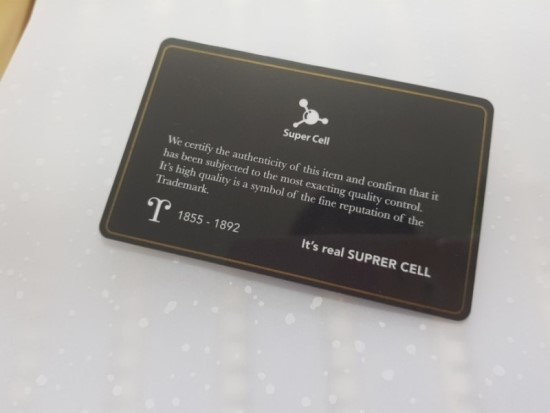 Super Cell
We certify the authenticity of this item and confirm that it
has been subjected to the most exacting quality control.
It's high quality is a symbol of the fine reputation of the
Trademark.
1855 - 1892
It's real SUPRER CELL